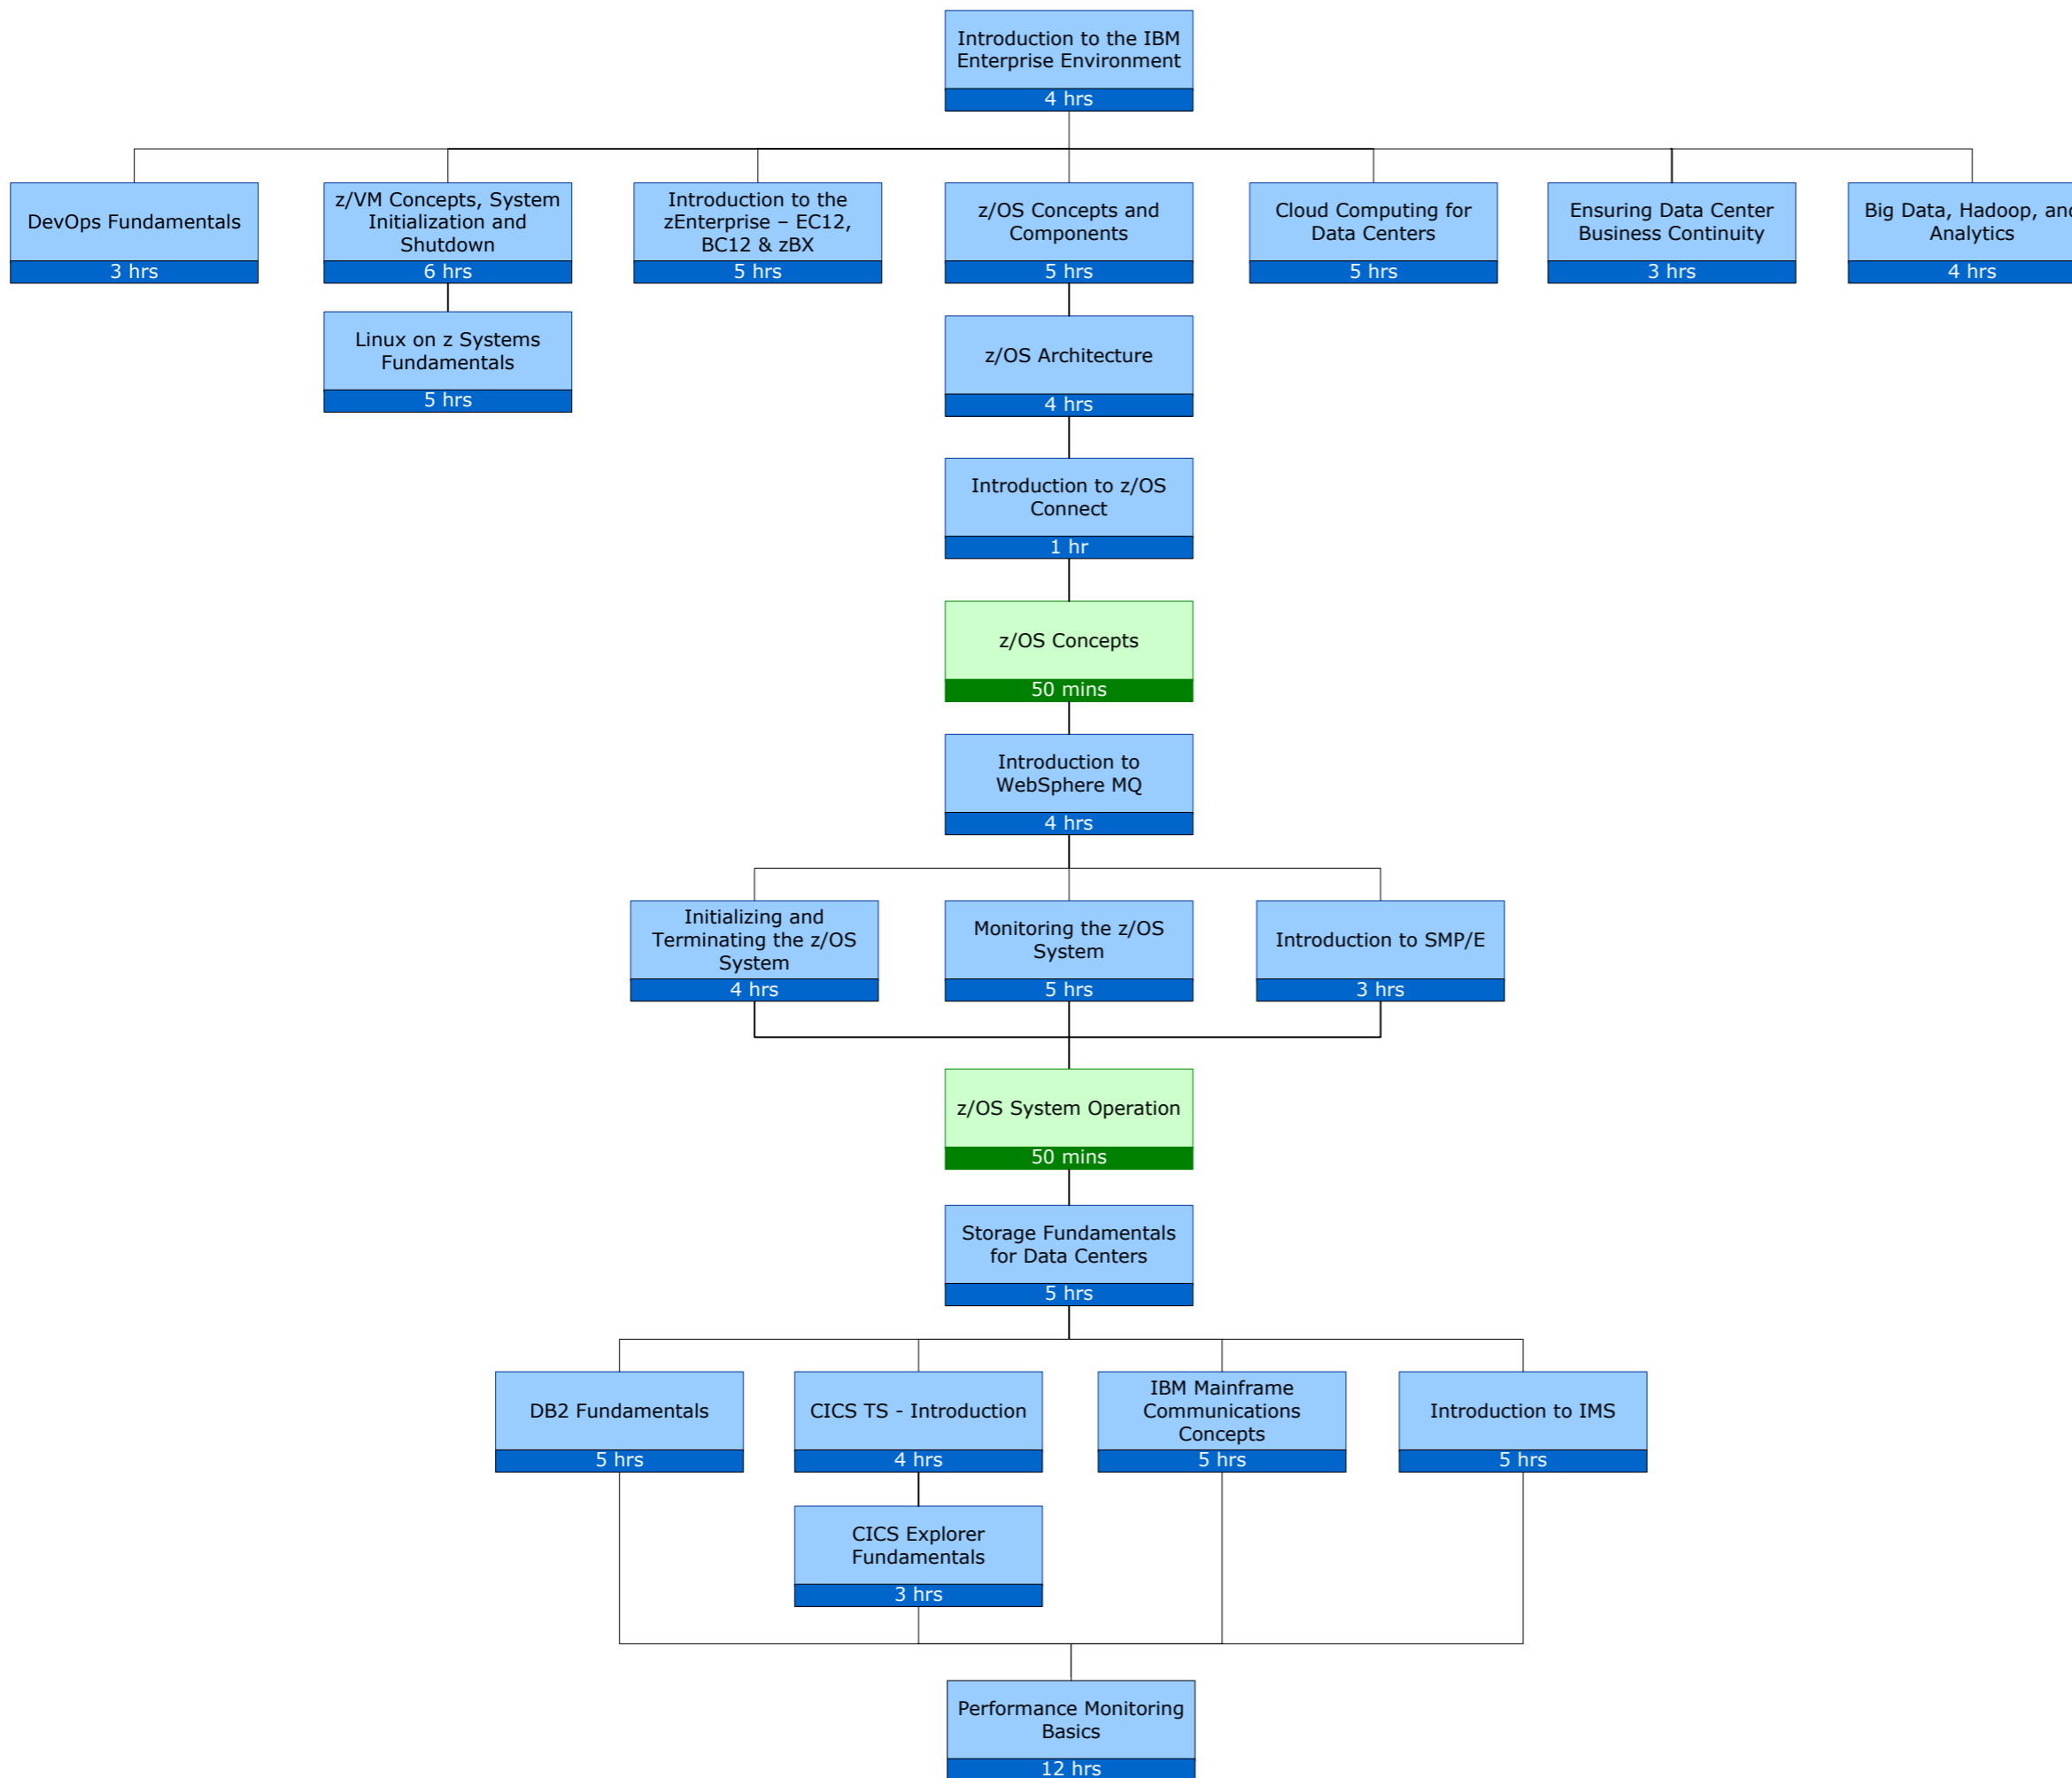 Introduction to the IBM
Enterprise Environment
4 hrs
DevOps Fundamentals
3 hrs
z/VM Concepts, System
Initialization and
Shutdown
6 hrs
Introduction to the
zEnterprise – EC12,
BC12 & zBX
5 hrs
z/OS Concepts and
Components
5 hrs
Cloud Computing for
Data Centers
5 hrs
Ensuring Data Center
Business Continuity
3 hrs
Big Data, Hadoop, and
Analytics
4 hrs
Linux on z Systems
Fundamentals
5 hrs
z/OS Architecture
4 hrs
Introduction to z/OS
Connect
1 hr
z/OS Concepts
50 mins
Introduction to
WebSphere MQ
4 hrs
Initializing and
Terminating the z/OS
System
4 hrs
Monitoring the z/OS
System
5 hrs
Introduction to SMP/E
3 hrs
z/OS System Operation
50 mins
Storage Fundamentals
for Data Centers
5 hrs
DB2 Fundamentals
5 hrs
CICS TS - Introduction
4 hrs
IBM Mainframe
Communications
Concepts
5 hrs
Introduction to IMS
5 hrs
CICS Explorer
Fundamentals
3 hrs
Performance Monitoring
Basics
12 hrs